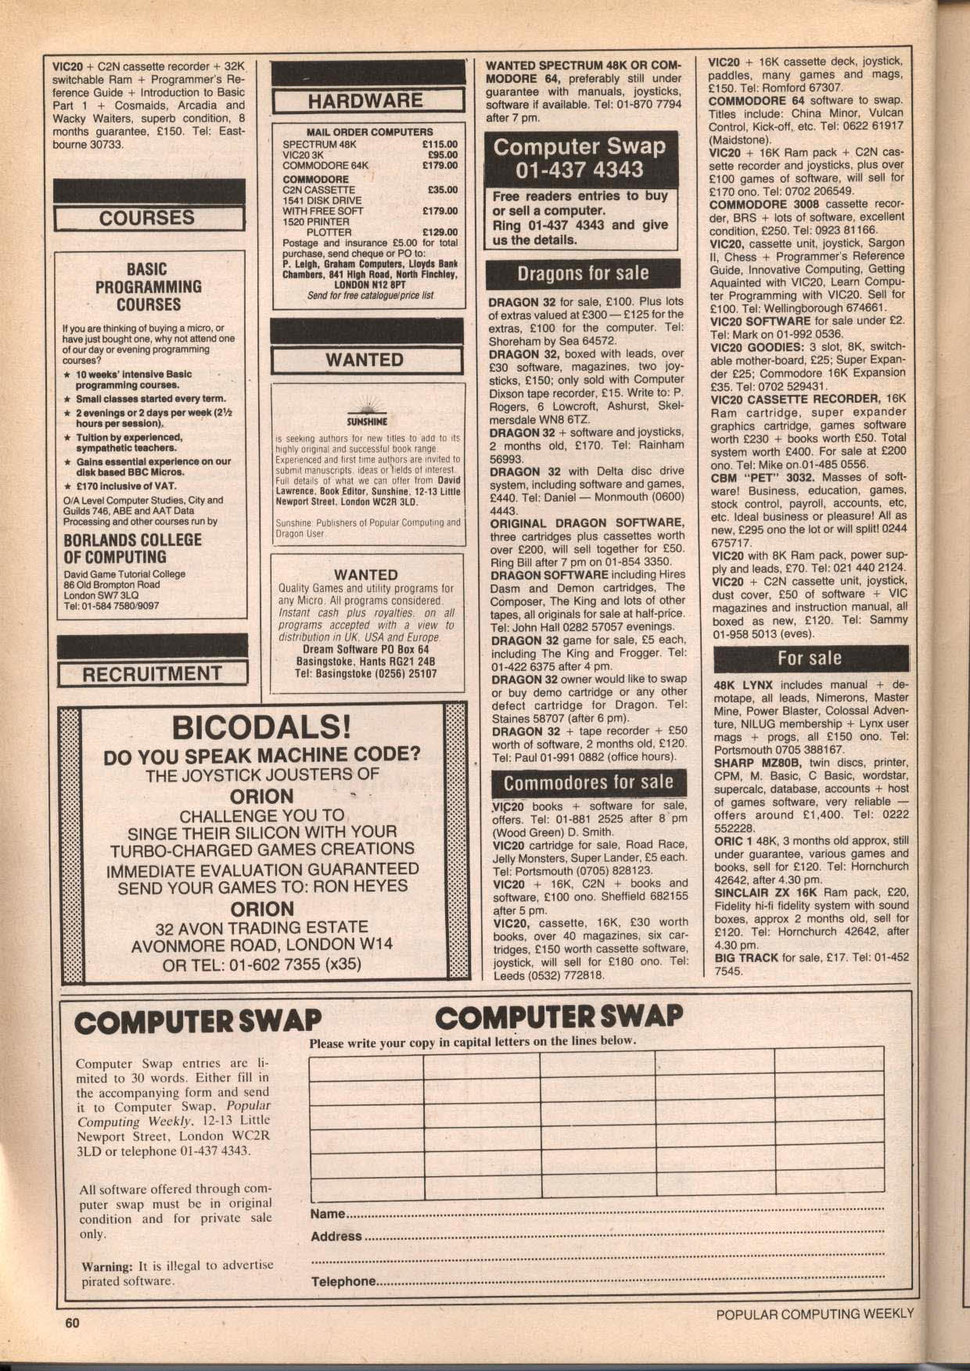 VIC20 + C2N cassette recorder + 32K
switchable Ram + Programmer's Re-
ference Guide + Introduction to Basic
Part 1 + Cosmaids, Arcadia and
Wacky Waiters, superb condition, 8
months guarantee, £150. Tel: East-
bourne 30733.
COURSES
BASIC
PROGRAMMING
COURSES
If you are thinking of buying a micro, or
have just bought one, why not attend one
of our day or evening programming
courses?
★ 10 weeks' intensive Basic
programming courses.
★ Small classes started every term.
★ 2 evenings or 2 days per week (2½
hours per session).
★ Tuition by experienced,
sympathetic teachers.
★ Gains essential experience on our
disk based BBC Micros.
★ £170 inclusive of VAT.
O/A Level Computer Studies, City and
Guilds 746, ABE and AAT Data
Processing and other courses run by
BORLANDS COLLEGE
OF COMPUTING
David Game Tutorial College
86 Old Brompton Road
London SW7 3LQ
Tel: 01-584 7580/9097
RECRUITMENT
HARDWARE
MAIL ORDER COMPUTERS
SPECTRUM 48K £115.00
VIC20 3K £95.00
COMMODORE 64K £179.00
COMMODORE
C2N CASSETTE £35.00
1541 DISK DRIVE
WITH FREE SOFT £179.00
1520 PRINTER
PLOTTER £129.00
Postage and insurance £5.00 for total
purchase, send cheque or PO to:
P. Leigh, Graham Computers, Lloyds Bank
Chambers, 841 High Road, North Finchley,
LONDON N12 8PT
Send for free catalogue/price list
WANTED
SUNSHINE
is seeking authors for new titles to add to its
highly original and successful book range.
Experienced and first time authors are invited to
submit manuscripts, ideas or fields of interest.
Full details of what we can offer from David
Lawrence, Book Editor, Sunshine, 12-13 Little
Newport Street, London WC2R 3LD.
Sunshine: Publishers of Popular Computing and
Dragon User
WANTED
Quality Games and utility programs for
any Micro. All programs considered.
Instant cash plus royalties, on all
programs accepted with a view to
distribution in UK, USA and Europe.
Dream Software PO Box 64
Basingstoke, Hants RG21 24B
Tel: Basingstoke (0256) 25107
BICODALS!
DO YOU SPEAK MACHINE CODE?
THE JOYSTICK JOUSTERS OF
ORION
CHALLENGE YOU TO
SINGE THEIR SILICON WITH YOUR
TURBO-CHARGED GAMES CREATIONS
IMMEDIATE EVALUATION GUARANTEED
SEND YOUR GAMES TO: RON HEYES
ORION
32 AVON TRADING ESTATE
AVONMORE ROAD, LONDON W14
OR TEL: 01-602 7355 (x35)
WANTED SPECTRUM 48K OR COM-
MODORE 64, preferably still under
guarantee with manuals, joysticks,
software if available. Tel: 01-870 7794
after 7 pm.
Computer Swap
01-437 4343
Free readers entries to buy
or sell a computer.
Ring 01-437 4343 and give
us the details.
Dragons for sale
DRAGON 32 for sale, £100. Plus lots
of extras valued at £300 — £125 for the
extras, £100 for the computer. Tel:
Shoreham by Sea 64572.
DRAGON 32, boxed with leads, over
£30 software, magazines, two joy-
sticks, £150; only sold with Computer
Dixson tape recorder, £15. Write to: P.
Rogers, 6 Lowcroft, Ashurst, Skel-
mersdale WN8 6TZ.
DRAGON 32 + software and joysticks,
2 months old, £170. Tel: Rainham
56993.
DRAGON 32 with Delta disc drive
system, including software and games,
£440. Tel: Daniel — Monmouth (0600)
4443.
ORIGINAL DRAGON SOFTWARE,
three cartridges plus cassettes worth
over £200, will sell together for £50.
Ring Bill after 7 pm on 01-854 3350.
DRAGON SOFTWARE including Hires
Dasm and Demon cartridges, The
Composer, The King and lots of other
tapes, all originals for sale at half-price.
Tel: John Hall 0282 57057 evenings.
DRAGON 32 game for sale, £5 each,
including The King and Frogger. Tel:
01-422 6375 after 4 pm.
DRAGON 32 owner would like to swap
or buy demo cartridge or any other
defect cartridge for Dragon. Tel:
Staines 58707 (after 6 pm).
DRAGON 32 + tape recorder + £50
worth of software, 2 months old, £120.
Tel: Paul 01-991 0882 (office hours).
Commodores for sale
VIC20 books + software for sale,
offers. Tel: 01-881 2525 after 8 pm
(Wood Green) D. Smith.
VIC20 cartridge for sale, Road Race,
Jelly Monsters, Super Lander, £5 each.
Tel: Portsmouth (0705) 828123.
VIC20 + 16K, C2N + books and
software, £100 ono. Sheffield 682155
after 5 pm.
VIC20, cassette, 16K, £30 worth
books, over 40 magazines, six car-
tridges, £150 worth cassette software,
joystick, will sell for £180 ono. Tel:
Leeds (0532) 772818.
VIC20 + 16K cassette deck, joystick,
paddles, many games and mags,
£150. Tel: Romford 67307.
COMMODORE 64 software to swap.
Titles include: China Minor, Vulcan
Control, Kick-off, etc. Tel: 0622 61917
(Maidstone).
VIC20 + 16K Ram pack + C2N cas-
sette recorder and joysticks, plus over
£100 games of software, will sell for
£170 ono. Tel: 0702 206549.
COMMODORE 3008 cassette recor-
der, BRS + lots of software, excellent
condition, £250. Tel: 0923 81166.
VIC20, cassette unit, joystick, Sargon
II, Chess + Programmer's Reference
Guide, Innovative Computing, Getting
Aquainted with VIC20, Learn Compu-
ter Programming with VIC20. Sell for
£100. Tel: Wellingborough 674661.
VIC20 SOFTWARE for sale under £2.
Tel: Mark on 01-992 0536.
VIC20 GOODIES: 3 slot, 8K, switch-
able mother-board, £25; Super Expan-
der £25; Commodore 16K Expansion
£35. Tel: 0702 529431.
VIC20 CASSETTE RECORDER, 16K
Ram cartridge, super expander
graphics cartridge, games software
worth £230 + books worth £50. Total
system worth £400. For sale at £200
ono. Tel: Mike on 01-485 0556.
CBM "PET" 3032. Masses of soft-
ware! Business, education, games,
stock control, payroll, accounts, etc,
etc. Ideal business or pleasure! All as
new, £295 ono the lot or will split! 0244
675717.
VIC20 with 8K Ram pack, power sup-
ply and leads, £70. Tel: 021 440 2124.
VIC20 + C2N cassette unit, joystick,
dust cover, £50 of software + VIC
magazines and instruction manual, all
boxed as new, £120. Tel: Sammy
01-958 5013 (eves).
For sale
48K LYNX includes manual + de-
motape, all leads, Nimerons, Master
Mine, Power Blaster, Colossal Adven-
ture, NILUG membership + Lynx user
mags + progs, all £150 ono. Tel:
Portsmouth 0705 388167.
SHARP MZ80B, twin discs, printer,
CPM, M. Basic, C Basic, wordstar,
supercalc, database, accounts + host
of games software, very reliable —
offers around £1,400. Tel: 0222
552228.
ORIC 1 48K, 3 months old approx, still
under guarantee, various games and
books, sell for £120. Tel: Hornchurch
42642, after 4.30 pm.
SINCLAIR ZX 16K Ram pack, £20,
Fidelity hi-fi fidelity system with sound
boxes, approx 2 months old, sell for
£120. Tel: Hornchurch 42642, after
4.30 pm.
BIG TRACK for sale, £17. Tel: 01-452
7545.
COMPUTER SWAP
Computer Swap entries are li-
mited to 30 words. Either fill in
the accompanying form and send
it to Computer Swap, Popular
Computing Weekly, 12-13 Little
Newport Street, London WC2R
3LD or telephone 01-437 4343.
All software offered through com-
puter swap must be in original
condition and for private sale
only.
Warning: It is illegal to advertise
pirated software.
COMPUTER SWAP
Please write your copy in capital letters on the lines below.
Name
Address
Telephone
60
POPULAR COMPUTING WEEKLY